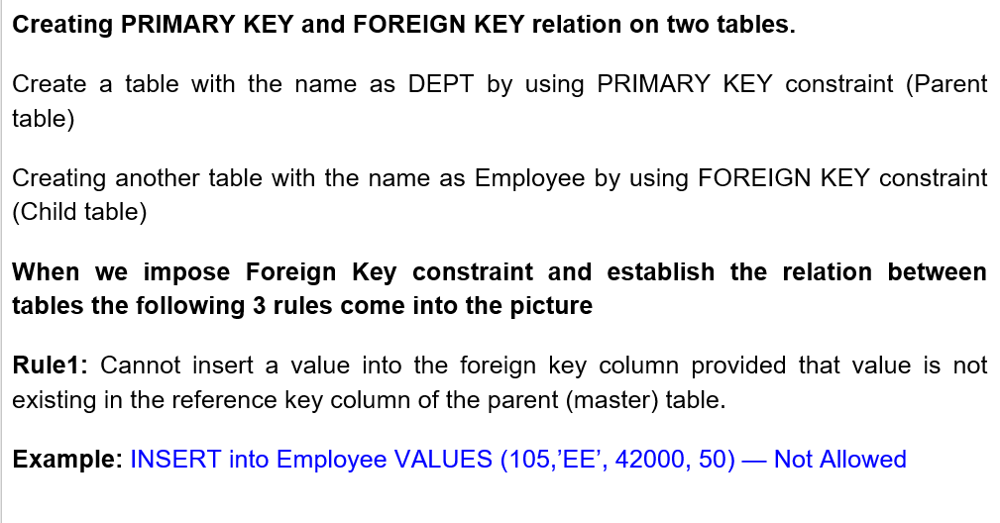 Creating PRIMARY KEY and FOREIGN KEY relation on two tables.
Create a table with the name as DEPT by using PRIMARY KEY constraint (Parent
table)
Creating another table with the name as Employee by using FOREIGN KEY constraint
(Child table)
When we impose Foreign Key constraint and establish the relation between
tables the following 3 rules come into the picture
Rule1: Cannot insert a value into the foreign key column provided that value is not
existing in the reference key column of the parent (master) table.
Example: INSERT into Employee VALUES (105,’EE’, 42000, 50) — Not Allowed